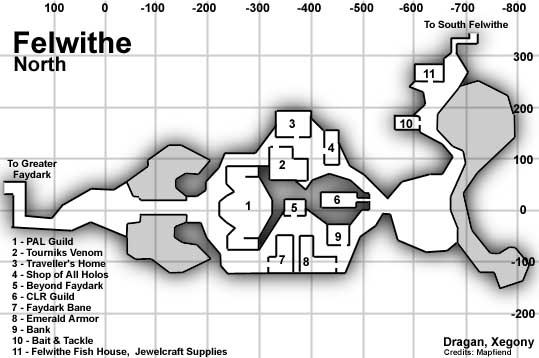 100 0 -100 -200 -300 -400 -500 -600 -700 -800
To South Felwithe
Felwithe
North
300
11
200
3
10
4
100
To Greater
Faydark
2
6
1
5
0
9
7
8
1 - PAL Guild
2 - Tourniks Venom
3 - Traveller's Home
4 - Shop of All Holos
5 - Beyond Faydark
6 - CLR Guild
7 - Faydark Bane
8 - Emerald Armor
9 - Bank
10 - Bait & Tackle
11 - Felwithe Fish House, Jewelcraft Supplies
-100
-200
Dragan, Xegony
Credits: Mapfiend